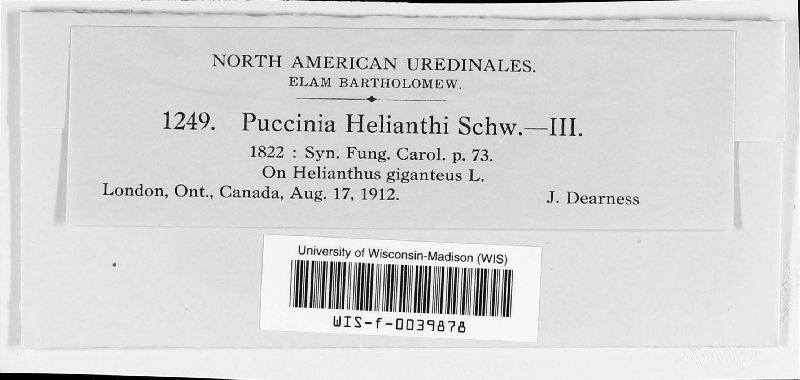 NORTH AMERICAN UREDINALES.
ELAM BARTHOLOMEW.
1249. Puccinia Helianthi Schw.—III.
1822 : Syn. Fung. Carol. p. 73.
On Helianthus giganteus L.
London, Ont., Canada, Aug. 17, 1912. J. Dearness
University of Wisconsin-Madison (WIS)
WIS-f-0039878